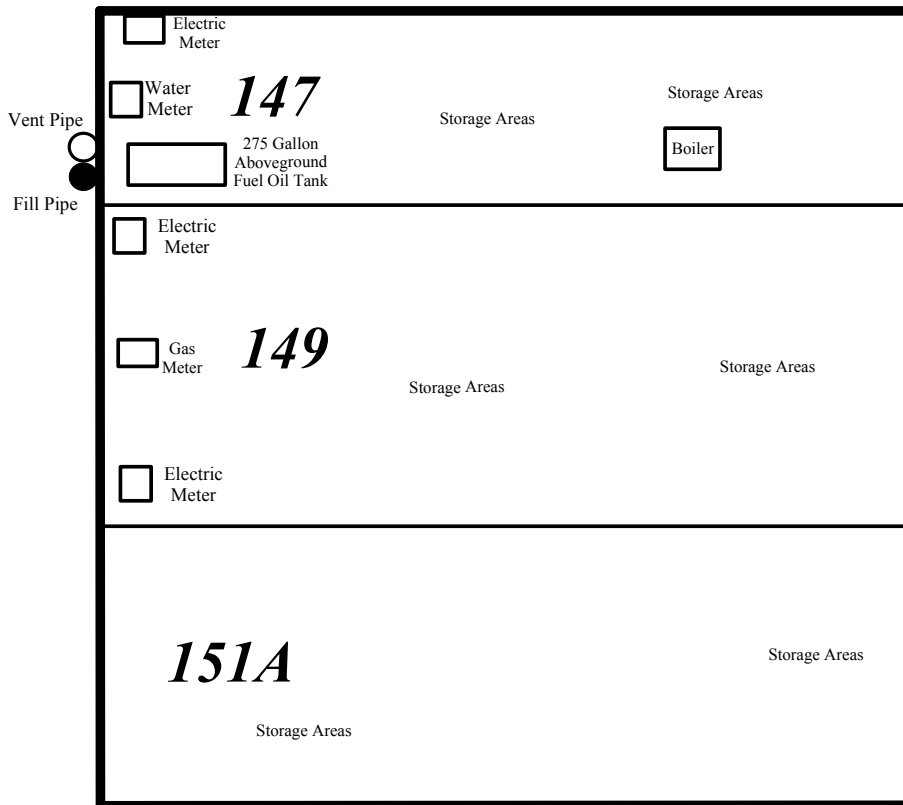 Electric
Meter
Water
Meter
147
Storage Areas
Storage Areas
Vent Pipe
275 Gallon
Aboveground
Fuel Oil Tank
Boiler
Fill Pipe
Electric
Meter
Gas
Meter
149
Storage Areas
Storage Areas
Electric
Meter
151A
Storage Areas
Storage Areas